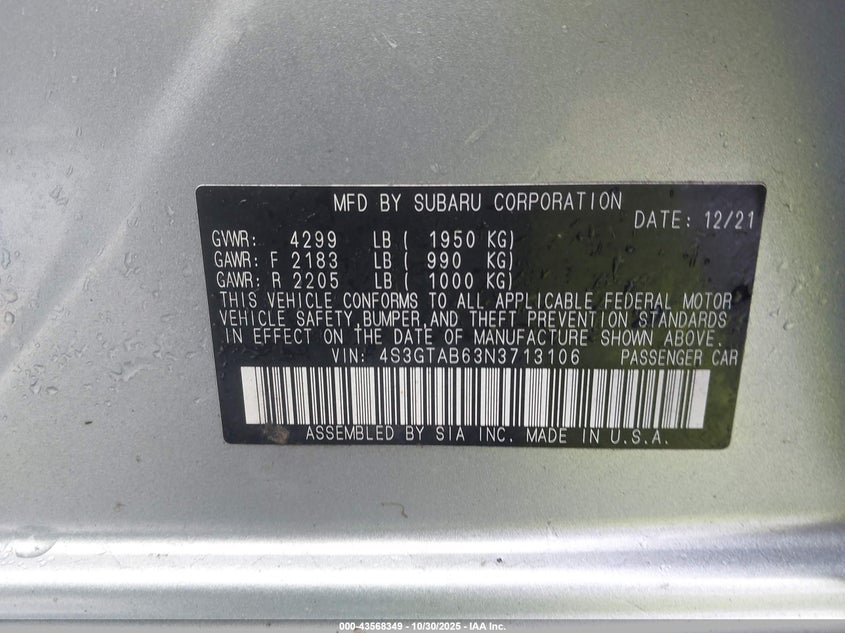 MFD BY SUBARU CORPORATION
DATE: 12/21
GVWR: 4299 LB ( 1950 KG)
GAWR: F 2183 LB ( 990 KG)
GAWR: R 2205 LB ( 1000 KG)
THIS VEHICLE CONFORMS TO ALL APPLICABLE FEDERAL MOTOR
VEHICLE SAFETY,BUMPER,AND THEFT PREVENTION STANDARDS
IN EFFECT ON THE DATE OF MANUFACTURE SHOWN ABOVE.
VIN: 4S3GTAB63N3713106 PASSENGER CAR
ASSEMBLED BY SIA INC. MADE IN U.S.A.
000-43568349 | 10/30/2025 - IAA Inc.